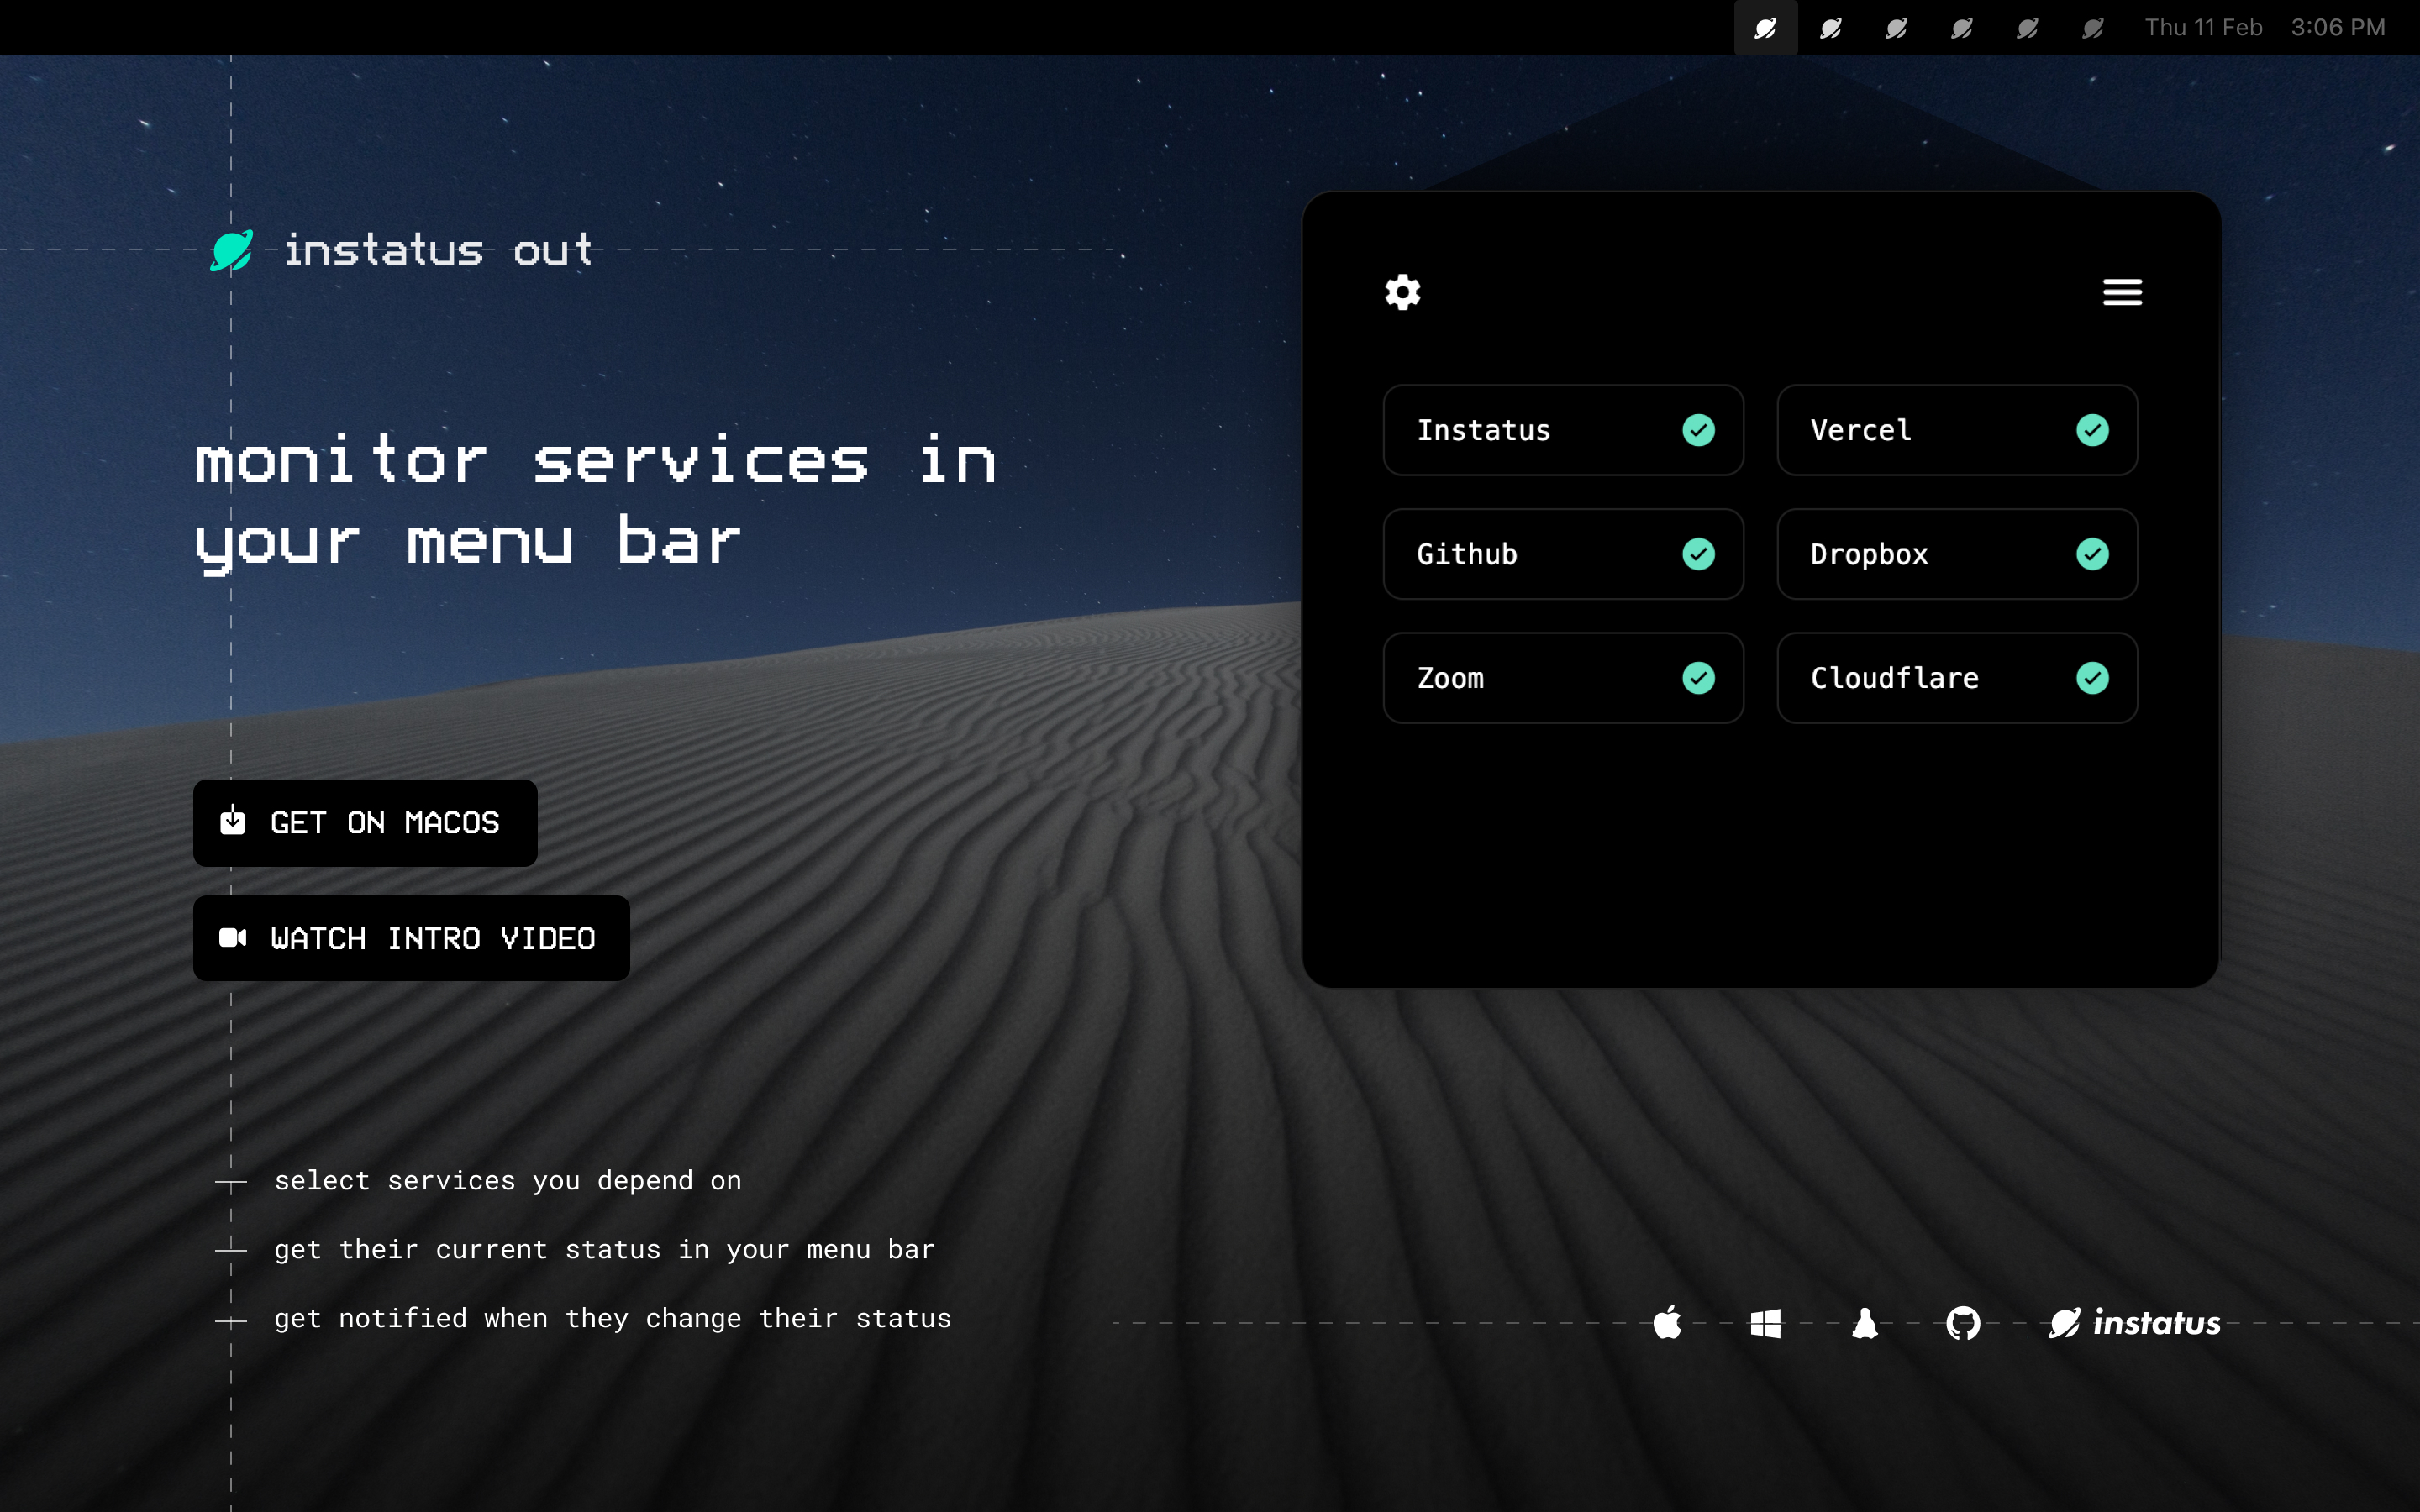 Thu 11 Feb 3:06 PM
instatus out
monitor services in
your menu bar
GET ON MACOS
WATCH INTRO VIDEO
select services you depend on
get their current status in your menu bar
get notified when they change their status
Instatus
Vercel
Github
Dropbox
Zoom
Cloudflare
instatus